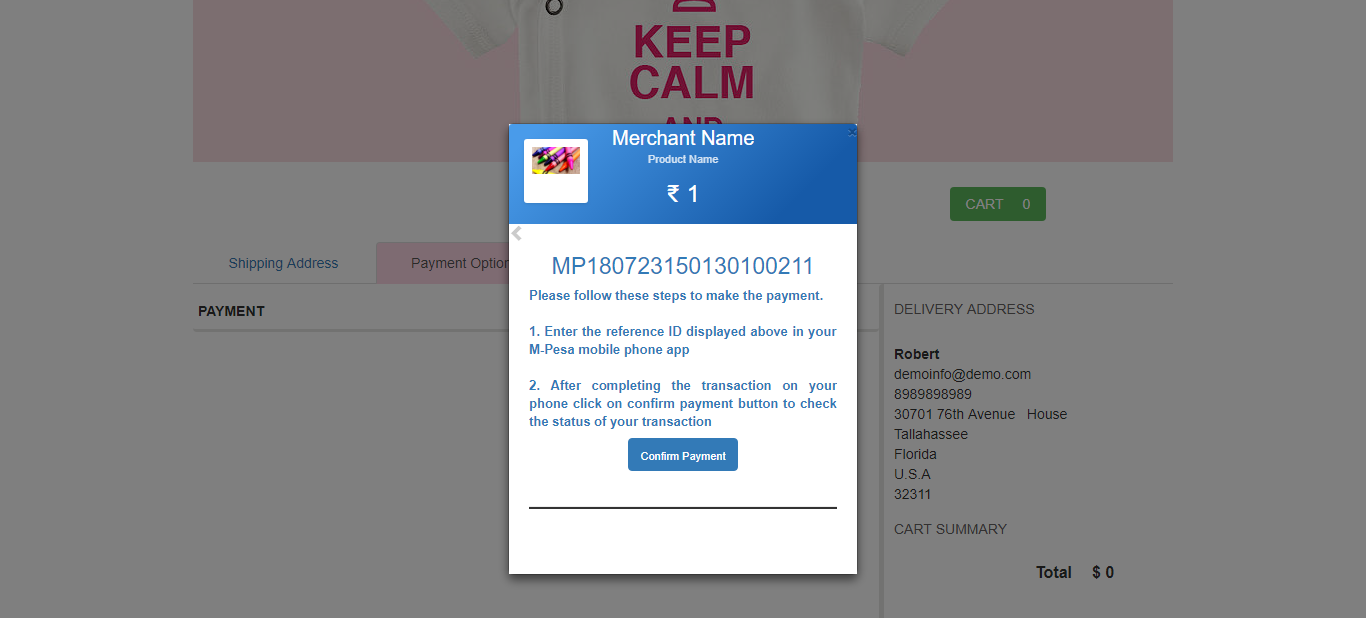 KEEP
CALM
AND
Merchant Name
Product Name
₹ 1
×
CART 0
Shipping Address
Payment Option
MP180723150130100211
Please follow these steps to make the payment.
1. Enter the reference ID displayed above in your
M-Pesa mobile phone app
2. After completing the transaction on your
phone click on confirm payment button to check
the status of your transaction
Confirm Payment
PAYMENT
DELIVERY ADDRESS
Robert
demoinfo@demo.com
8989898989
30701 76th Avenue House
Tallahassee
Florida
U.S.A
32311
CART SUMMARY
Total $ 0